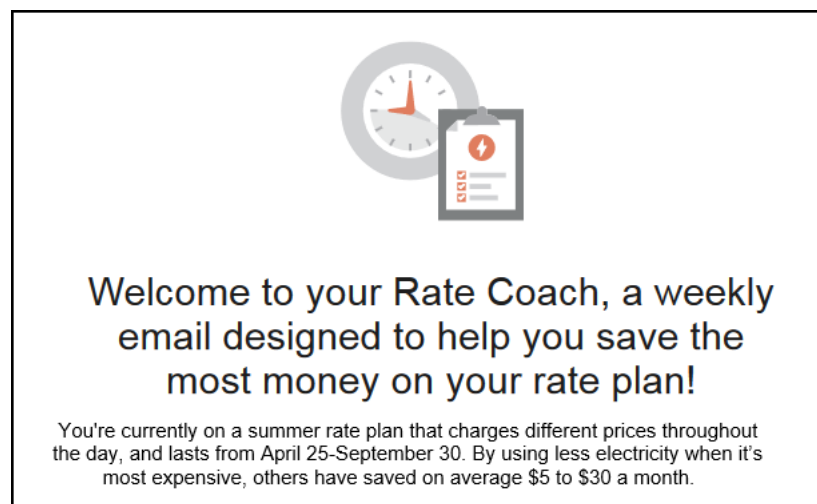 Welcome to your Rate Coach, a weekly
email designed to help you save the
most money on your rate plan!
You're currently on a summer rate plan that charges different prices throughout
the day, and lasts from April 25-September 30. By using less electricity when it's
most expensive, others have saved on average $5 to $30 a month.